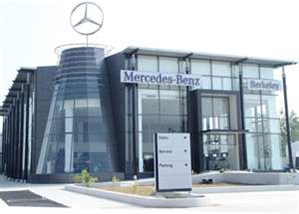 Mercedes-Benz
Berkeley
Sales
Service
Parking